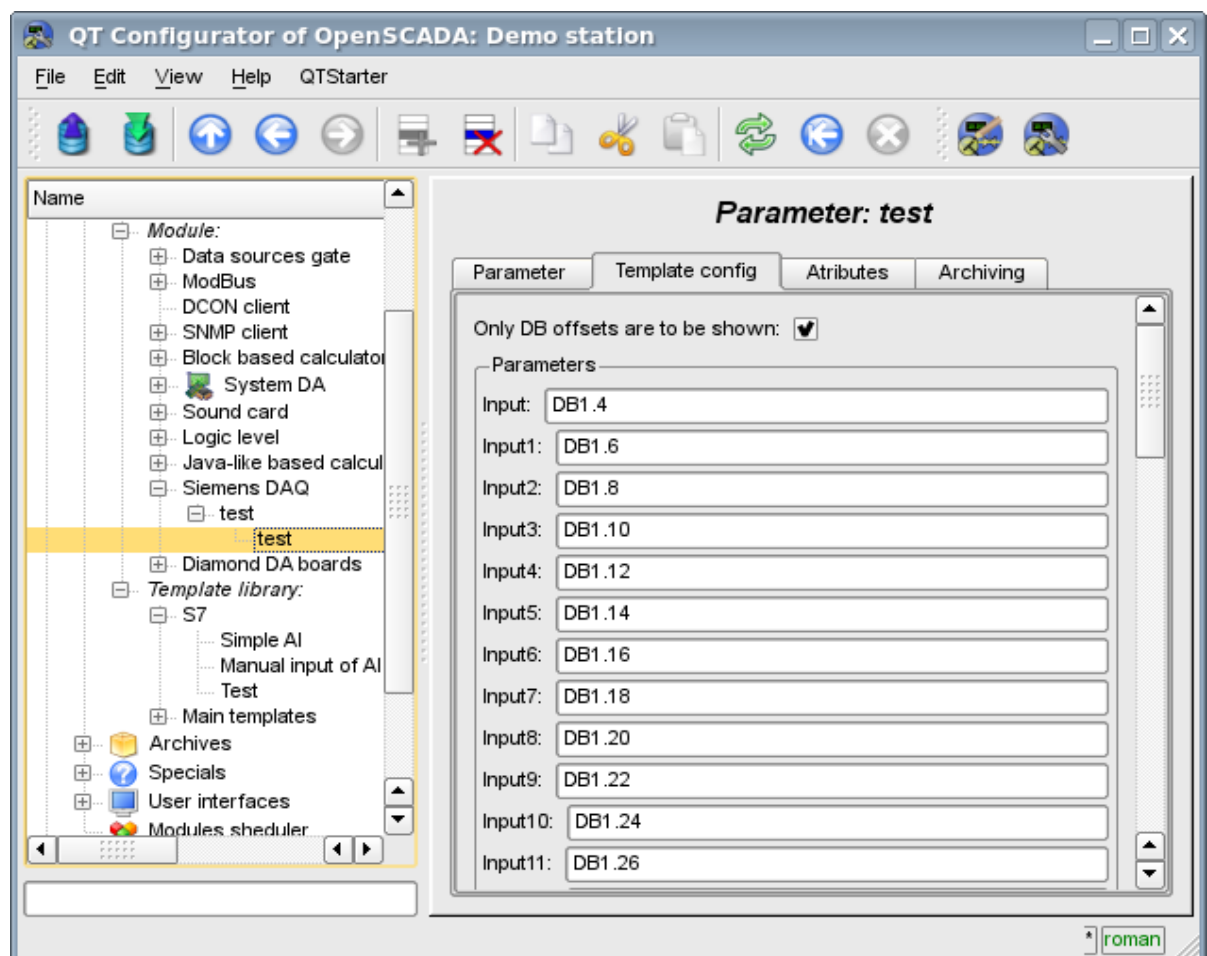 QT Configurator of OpenSCADA: Demo station
File Edit View Help QTStarter
Name
Module:
Data sources gate
ModBus
DCON client
SNMP client
Block based calculator
System DA
Sound card
Logic level
Java-like based calcul
Siemens DAQ
test
test
Diamond DA boards
Template library:
S7
Simple AI
Manual input of AI
Test
Main templates
Archives
Specials
User interfaces
Modules sheduler
Parameter: test
Parameter Template config Atributes Archiving
Only DB offsets are to be shown:
Parameters
Input: DB1.4
Input1: DB1.6
Input2: DB1.8
Input3: DB1.10
Input4: DB1.12
Input5: DB1.14
Input6: DB1.16
Input7: DB1.18
Input8: DB1.20
Input9: DB1.22
Input10: DB1.24
Input11: DB1.26
* roman